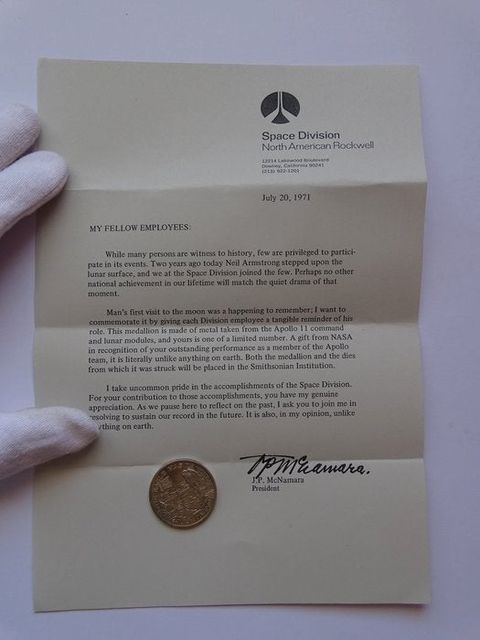 Space Division
North American Rockwell
12214 Lakewood Boulevard
Downey, California 90241
(213) 922-1201
July 20, 1971
MY FELLOW EMPLOYEES:
While many persons are witness to history, few are privileged to partici-
pate in its events. Two years ago today Neil Armstrong stepped upon the
lunar surface, and we at the Space Division joined the few. Perhaps no other
national achievement in our lifetime will match the quiet drama of that
moment.
Man's first visit to the moon was a happening to remember; I want to
commemorate it by giving each Division employee a tangible reminder of his
role. This medallion is made of metal taken from the Apollo 11 command
and lunar modules, and yours is one of a limited number. A gift from NASA
in recognition of your outstanding performance as a member of the Apollo
team, it is literally unlike anything on earth. Both the medallion and the dies
from which it was struck will be placed in the Smithsonian Institution.
I take uncommon pride in the accomplishments of the Space Division.
For your contribution to those accomplishments, you have my genuine
appreciation. As we pause here to reflect on the past, I ask you to join me in
resolving to sustain our record in the future. It is also, in my opinion, unlike
ything on earth.
J.P. McNamara.
J.P. McNamara
President